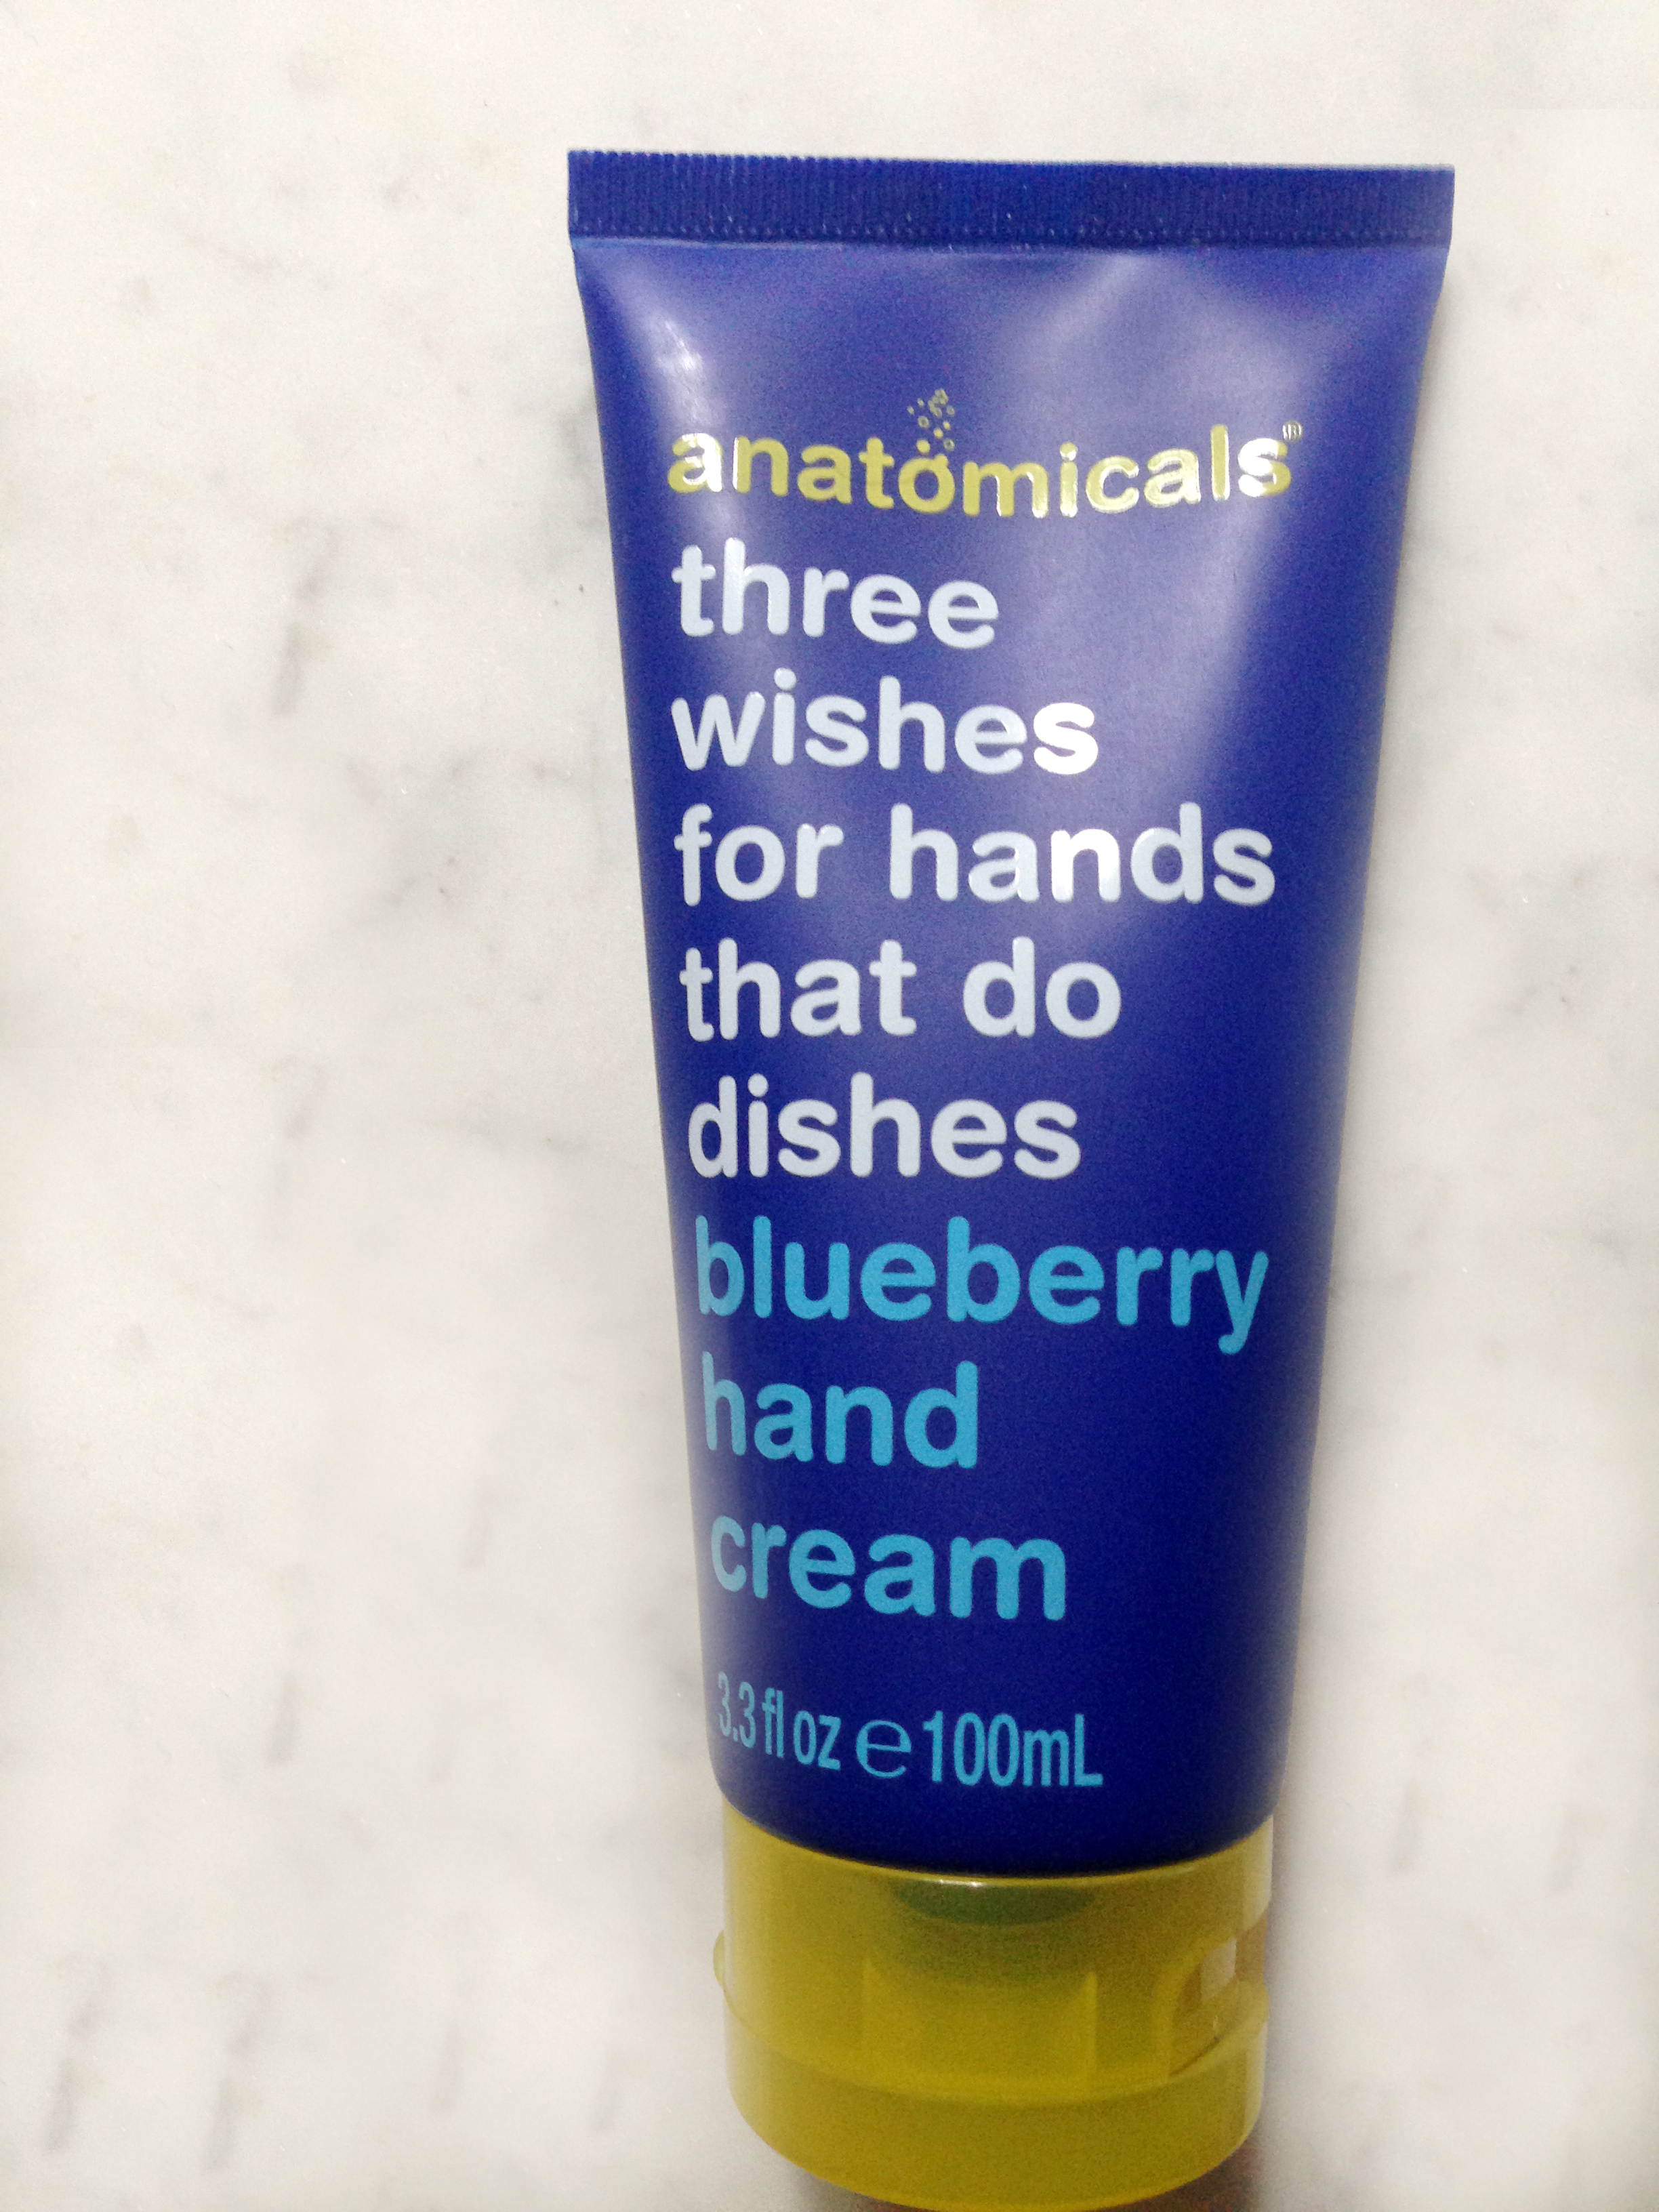 anatomicals®
three
wishes
for hands
that do
dishes
blueberry
hand
cream
3.3 fl oz e 100mL